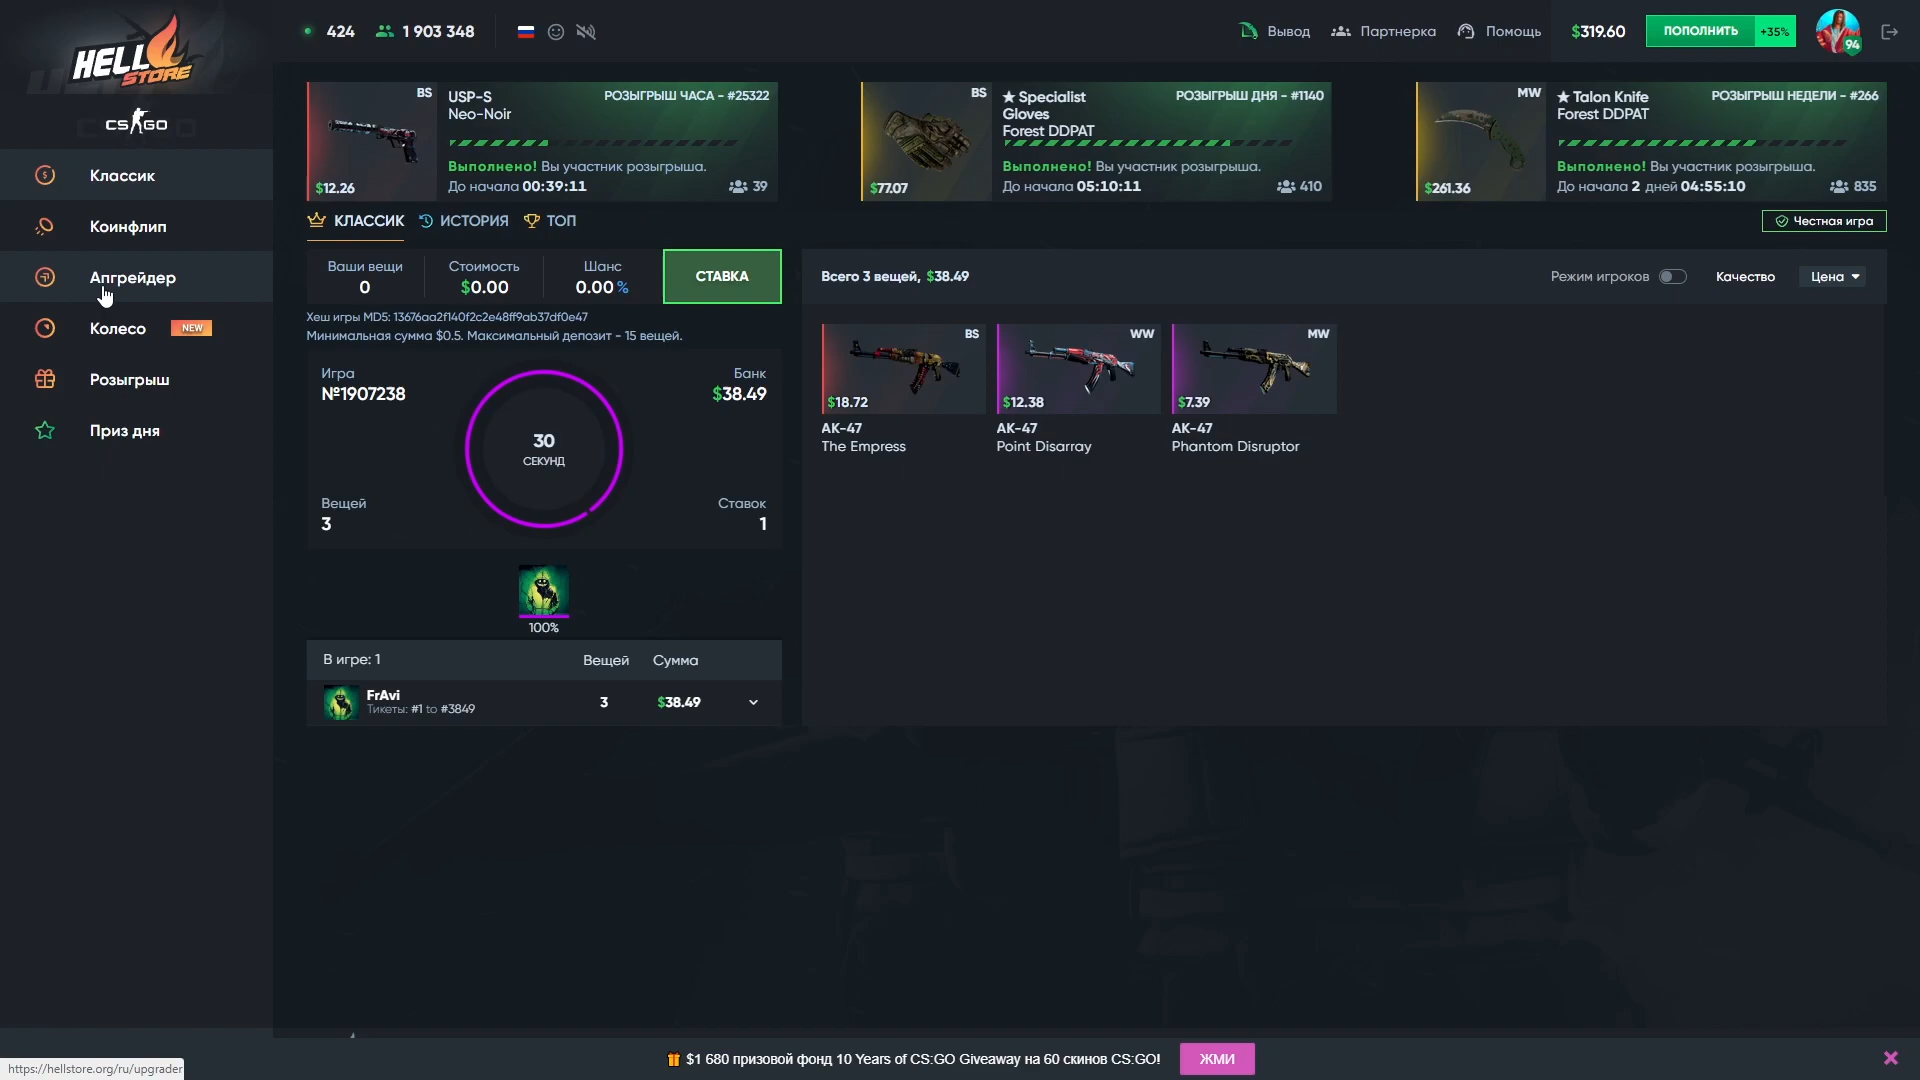 HELL STORE
CS GO
Классик
Коинфлип
Апгрейдер
Колесо NEW
Розыгрыш
Приз дня
424 1 903 348
Вывод Партнерка Помощь $319.60 ПОПОЛНИТЬ +35% 94
BS USP-S РОЗЫГРЫШ ЧАСА - #25322
Neo-Noir
Выполнено! Вы участник розыгрыша.
$12.26 До начала 00:39:11 39
BS ★ Specialist РОЗЫГРЫШ ДНЯ - #1140
Gloves
Forest DDPAT
Выполнено! Вы участник розыгрыша.
$77.07 До начала 05:10:11 410
MW ★ Talon Knife РОЗЫГРЫШ НЕДЕЛИ - #266
Forest DDPAT
Выполнено! Вы участник розыгрыша.
$261.36 До начала 2 дней 04:55:10 835
КЛАССИК ИСТОРИЯ ТОП
Честная игра
Ваши вещи Стоимость Шанс СТАВКА
0 $0.00 0.00 %
Хеш игры MD5: 13676aa2f140f2c2e48ff9ab37df0e47
Минимальная сумма $0.5. Максимальный депозит - 15 вещей.
Игра Банк
№1907238 $38.49
30
СЕКУНД
Вещей Ставок
3 1
100%
В игре: 1 Вещей Сумма
FrAvi 3 $38.49
Тикеты: #1 to #3849
Всего 3 вещей, $38.49 Режим игроков Качество Цена
BS WW MW
$18.72 $12.38 $7.39
AK-47 AK-47 AK-47
The Empress Point Disarray Phantom Disruptor
$1 680 призовой фонд 10 Years of CS:GO Giveaway на 60 скинов CS:GO! ЖМИ
https://hellstore.org/ru/upgrader